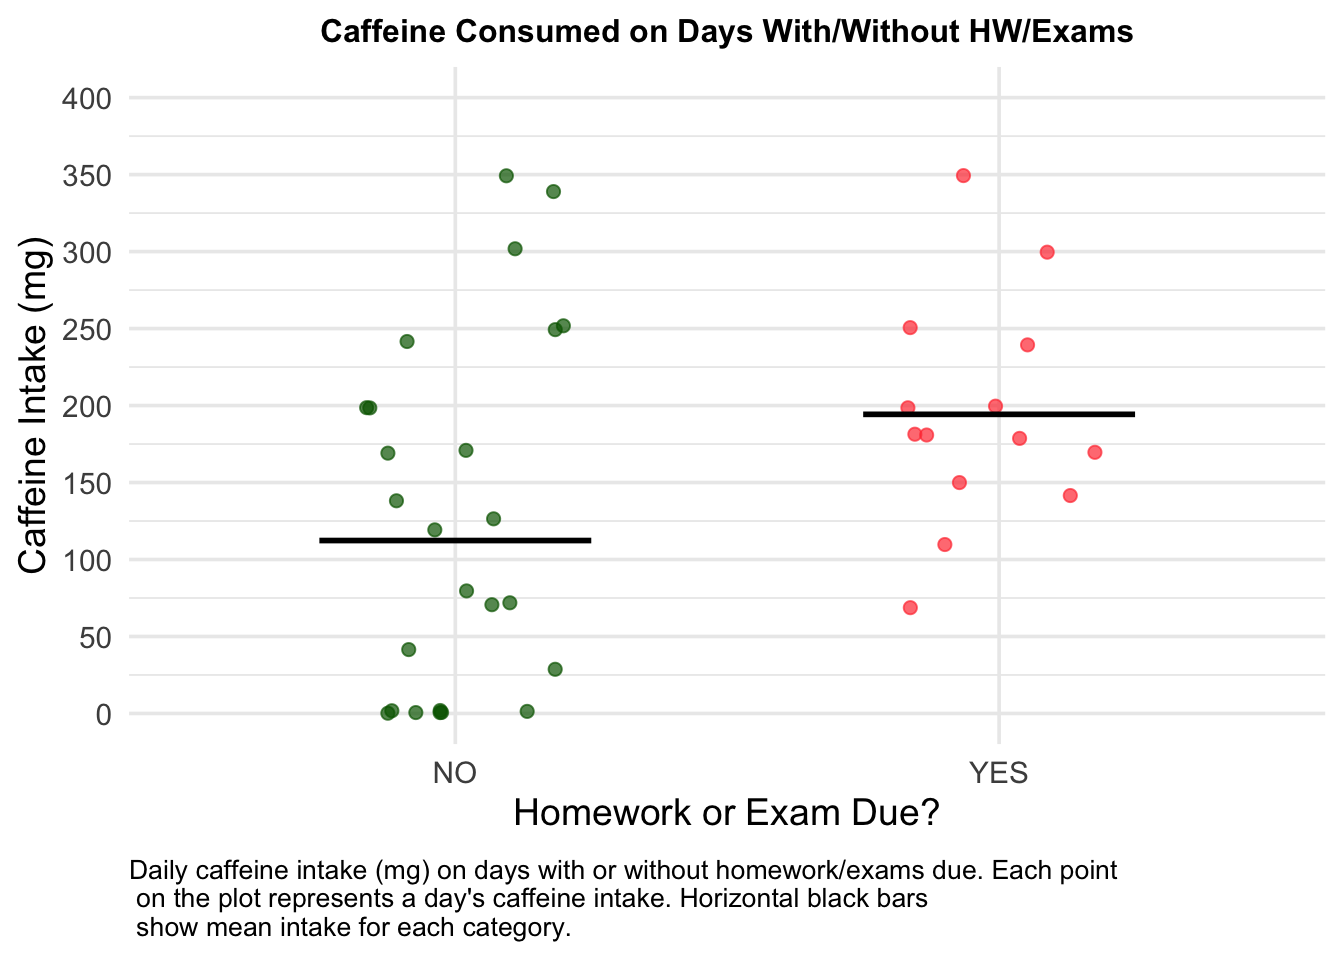 Caffeine Consumed on Days With/Without HW/Exams
Caffeine Intake (mg)
400
350
300
250
200
150
100
50
0
NO YES
Homework or Exam Due?
Daily caffeine intake (mg) on days with or without homework/exams due. Each point
on the plot represents a day's caffeine intake. Horizontal black bars
show mean intake for each category.